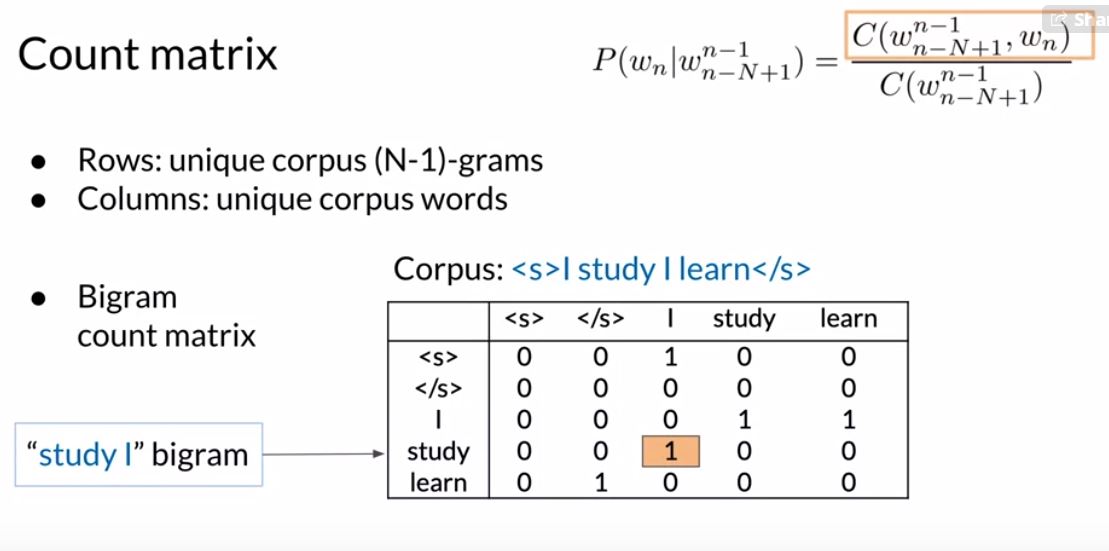 Count matrix
P(w_n|w_{n-N+1}^{n-1}) = C(w_{n-N+1}^{n-1}, w_n) / C(w_{n-N+1}^{n-1})
● Rows: unique corpus (N-1)-grams
● Columns: unique corpus words
Corpus: <s>I study I learn</s>
● Bigram
count matrix
<s> </s> I study learn
<s> 0 0 1 0 0
</s> 0 0 0 0 0
I 0 0 0 1 1
study 0 0 1 0 0
learn 0 1 0 0 0
“study I” bigram